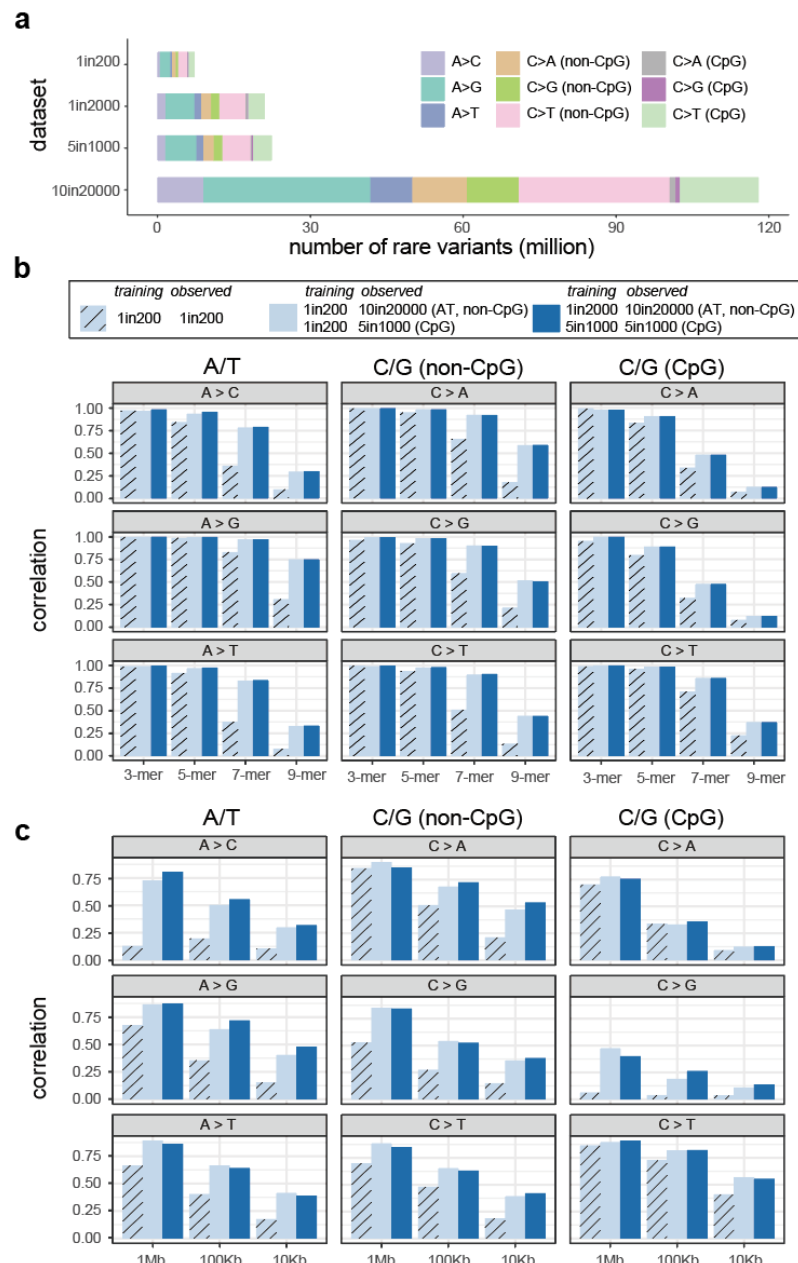 a
dataset
1in200
1in2000
5in1000
10in20000
A>C
A>G
A>T
C>A (non-CpG)
C>G (non-CpG)
C>T (non-CpG)
C>A (CpG)
C>G (CpG)
C>T (CpG)
0 30 60 90 120
number of rare variants (million)
b
training observed
1in200 1in200
training observed
1in200 10in20000 (AT, non-CpG)
1in200 5in1000 (CpG)
training observed
1in2000 10in20000 (AT, non-CpG)
5in1000 5in1000 (CpG)
A/T C/G (non-CpG) C/G (CpG)
correlation
A > C C > A C > A
1.00
0.75
0.50
0.25
0.00
A > G C > G C > G
1.00
0.75
0.50
0.25
0.00
A > T C > T C > T
1.00
0.75
0.50
0.25
0.00
3-mer 5-mer 7-mer 9-mer 3-mer 5-mer 7-mer 9-mer 3-mer 5-mer 7-mer 9-mer
c
A/T C/G (non-CpG) C/G (CpG)
correlation
A > C C > A C > A
0.75
0.50
0.25
0.00
A > G C > G C > G
0.75
0.50
0.25
0.00
A > T C > T C > T
0.75
0.50
0.25
0.00
1Mb 100Kb 10Kb 1Mb 100Kb 10Kb 1Mb 100Kb 10Kb